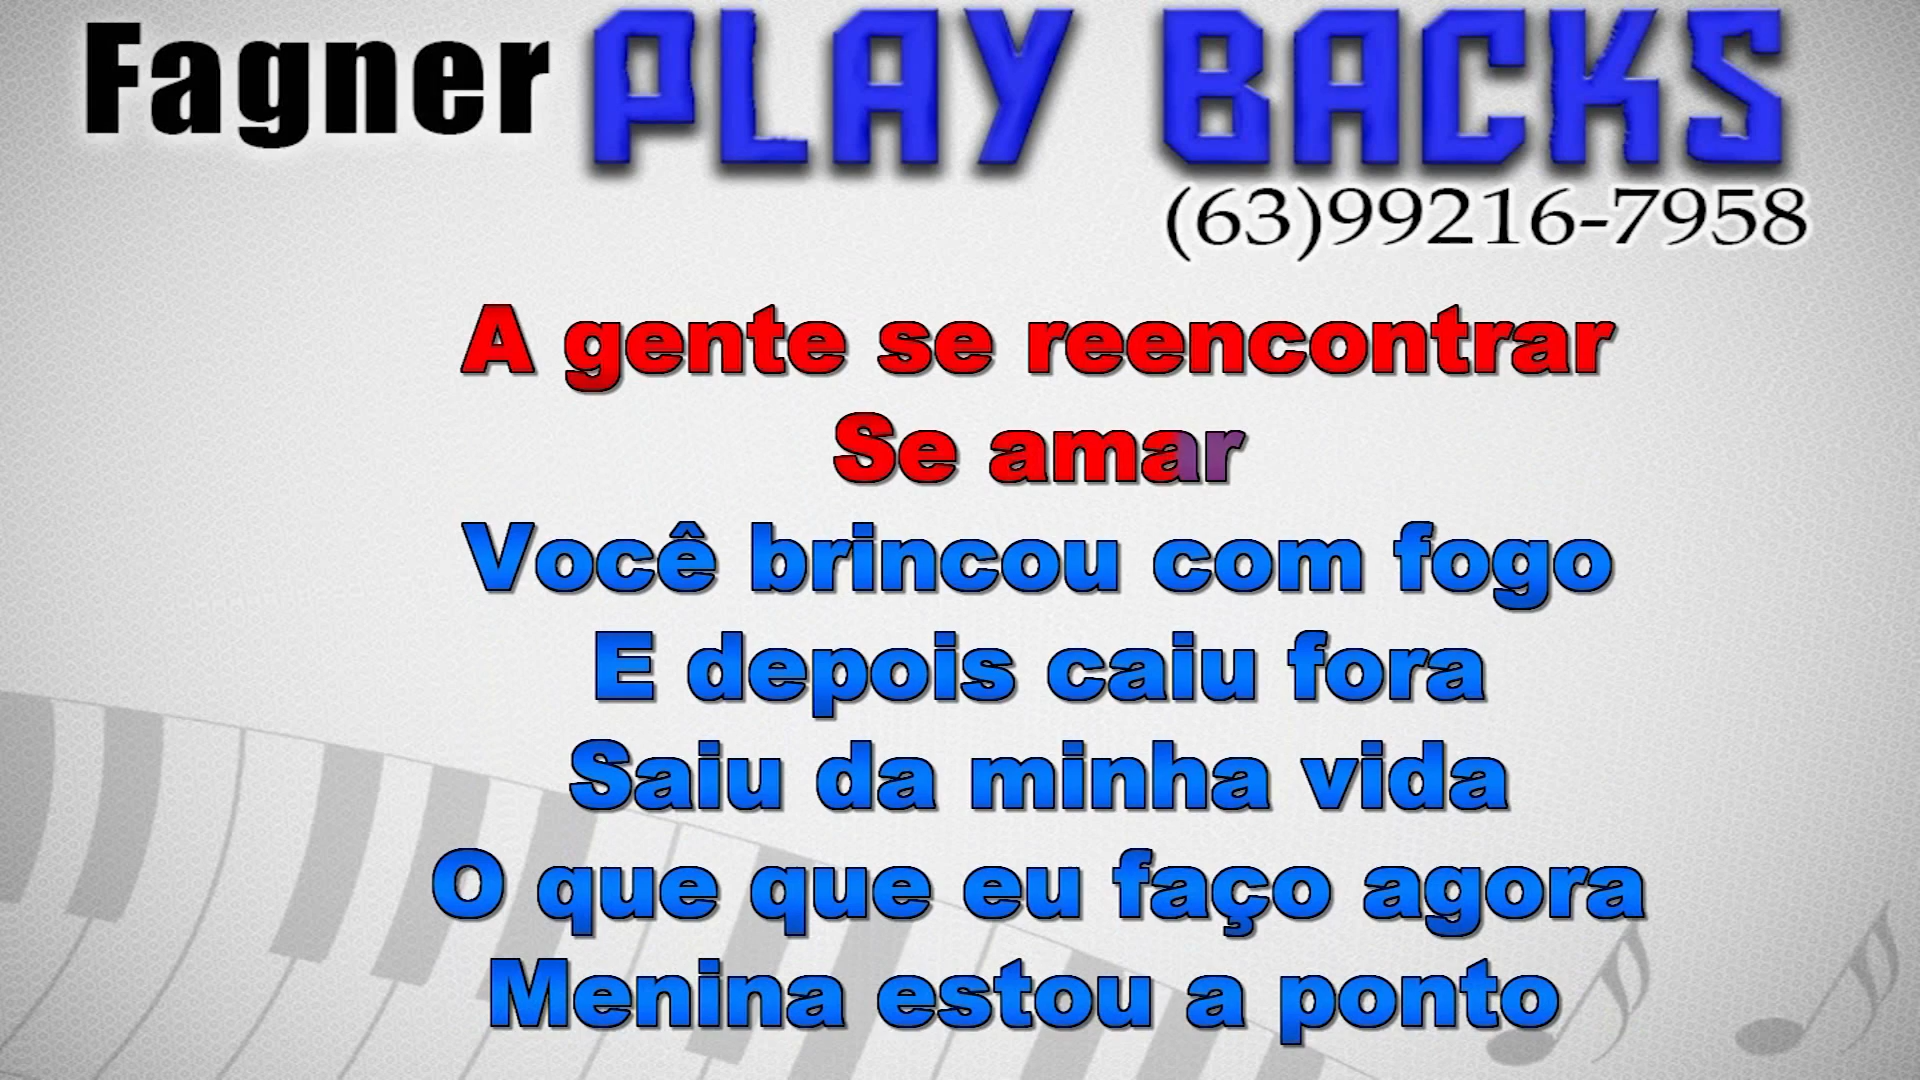 Fagner PLAY BACKS
(63)99216-7958
A gente se reencontrar
Se amar
Você brincou com fogo
E depois caiu fora
Saiu da minha vida
O que que eu faço agora
Menina estou a ponto